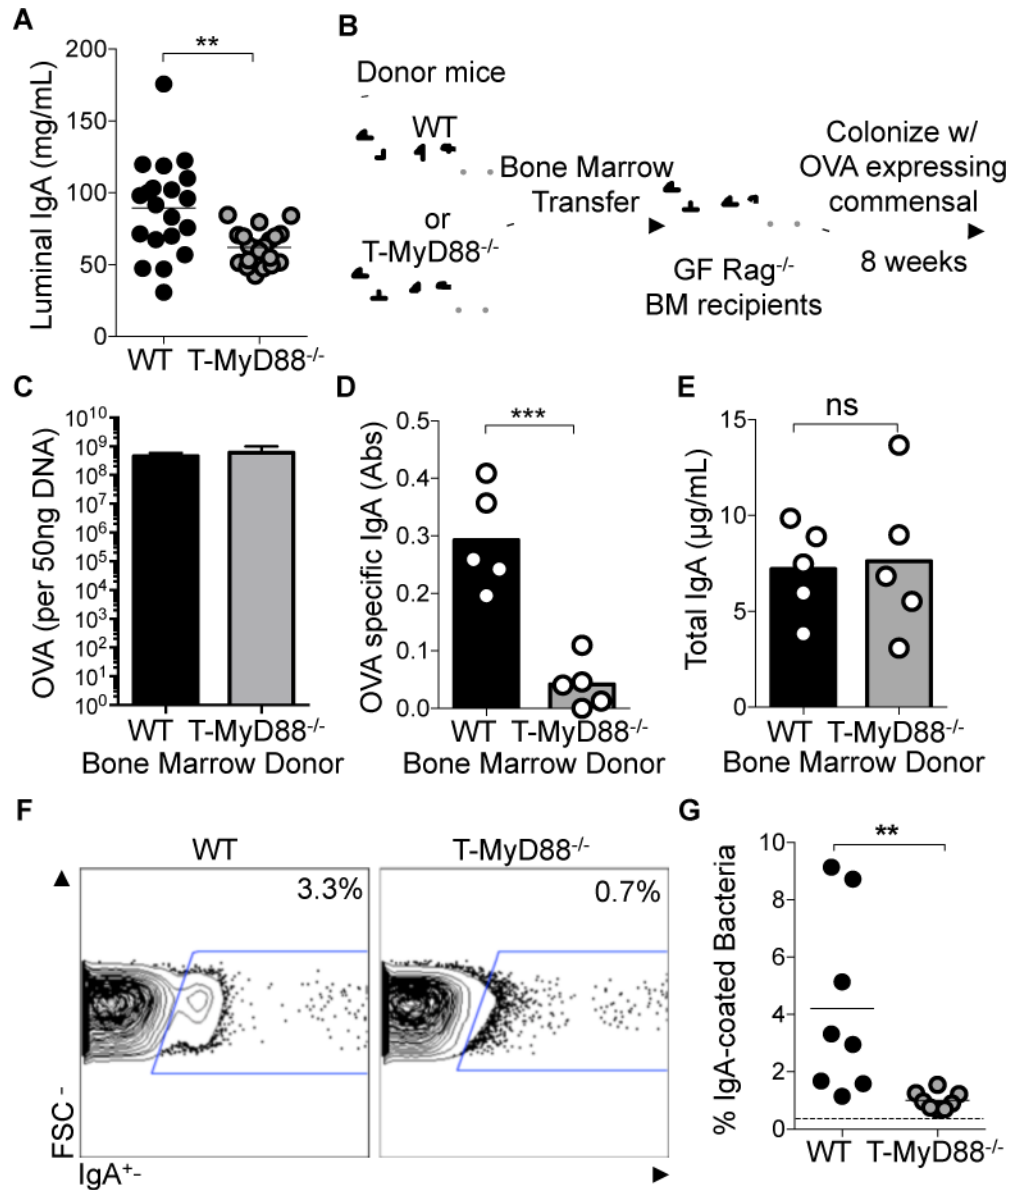 A
Luminal IgA (mg/mL)
200
150
100
50
0
**
WT
T-MyD88-/-
B
Donor mice
WT
or
T-MyD88-/-
Bone Marrow
Transfer
GF Rag-/-
BM recipients
Colonize w/
OVA expressing
commensal
8 weeks
C
OVA (per 50ng DNA)
10^10
10^9
10^8
10^7
10^6
10^5
10^4
10^3
10^2
10^1
10^0
WT
T-MyD88-/-
Bone Marrow Donor
D
OVA specific IgA (Abs)
0.5
0.4
0.3
0.2
0.1
0.0
***
WT
T-MyD88-/-
Bone Marrow Donor
E
Total IgA (µg/mL)
15
10
5
0
ns
WT
T-MyD88-/-
Bone Marrow Donor
F
WT
3.3%
T-MyD88-/-
0.7%
FSC -
IgA+-
G
% IgA-coated Bacteria
10
8
6
4
2
0
**
WT
T-MyD88-/-